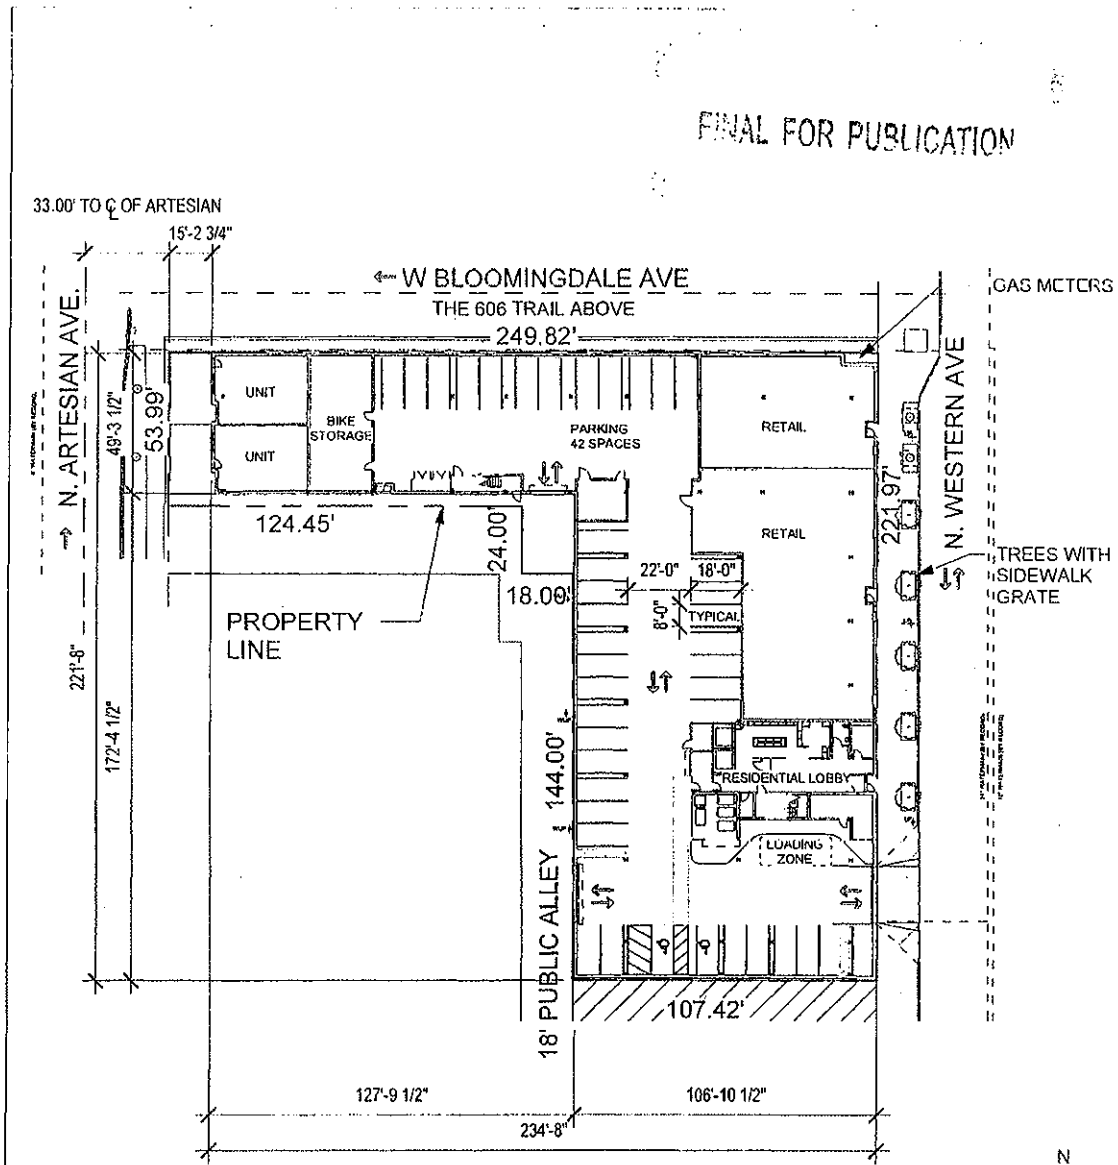 FINAL FOR PUBLICATION
33.00' TO ℄ OF ARTESIAN
15'-2 3/4"
← W BLOOMINGDALE AVE
THE 606 TRAIL ABOVE
249.82'
GAS METERS
→ N. ARTESIAN AVE.
49'-3 1/2"
53.99'
UNIT
UNIT
BIKE
STORAGE
PARKING
42 SPACES
RETAIL
RETAIL
221.97'
N. WESTERN AVE
124.45'
24.00'
18.00'
22'-0"
18'-0"
8'-0"
TYPICAL
TREES WITH
SIDEWALK
GRATE
PROPERTY
LINE
221'-8"
172'-4 1/2"
144.00'
18' PUBLIC ALLEY
RESIDENTIAL LOBBY
LOADING
ZONE
107.42'
127'-9 1/2"
106'-10 1/2"
234'-8"
N